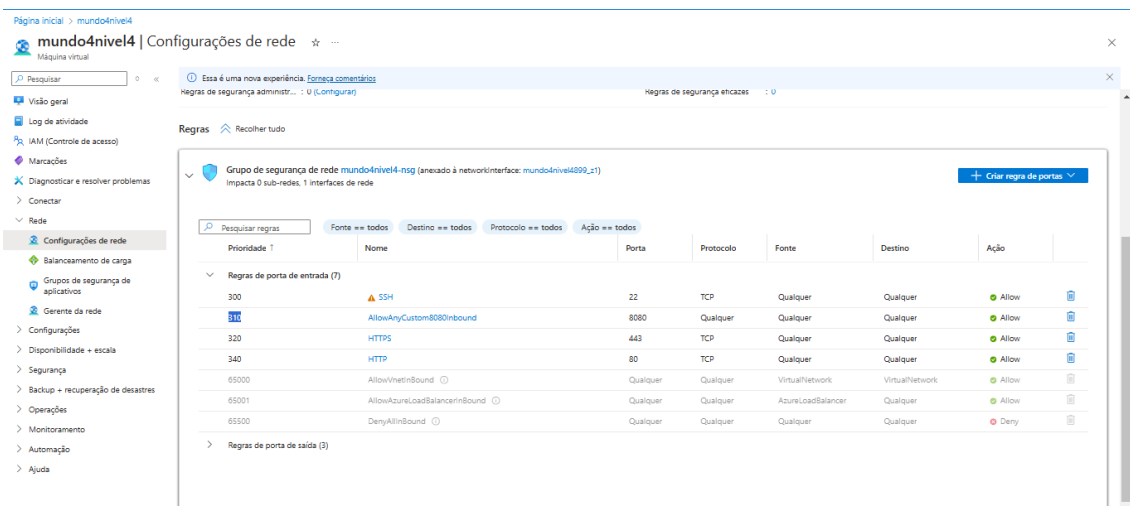 Página inicial > mundo4nivel4
mundo4nivel4 | Configurações de rede
Máquina virtual
Pesquisar
Essa é uma nova experiência. Forneça comentários
Regras de segurança administr... : 0 (Configurar)
Regras de segurança eficazes : 0
Visão geral
Log de atividade
IAM (Controle de acesso)
Marcações
Diagnosticar e resolver problemas
Conectar
Rede
Configurações de rede
Balanceamento de carga
Grupos de segurança de
aplicativos
Gerente da rede
Configurações
Disponibilidade + escala
Segurança
Backup + recuperação de desastres
Operações
Monitoramento
Automação
Ajuda
Regras Recolher tudo
Grupo de segurança de rede mundo4nivel4-nsg (anexado à networkInterface: mundo4nivel4899_z1)
Impacta 0 sub-redes, 1 interfaces de rede
+ Criar regra de portas
Pesquisar regras Fonte == todos Destino == todos Protocolo == todos Ação == todos
Prioridade ↑ Nome Porta Protocolo Fonte Destino Ação
Regras de porta de entrada (7)
300 SSH 22 TCP Qualquer Qualquer Allow
310 AllowAnyCustom8080Inbound 8080 Qualquer Qualquer Qualquer Allow
320 HTTPS 443 TCP Qualquer Qualquer Allow
340 HTTP 80 TCP Qualquer Qualquer Allow
65000 AllowVnetInBound Qualquer Qualquer VirtualNetwork VirtualNetwork Allow
65001 AllowAzureLoadBalancerInBound Qualquer Qualquer AzureLoadBalancer Qualquer Allow
65500 DenyAllInBound Qualquer Qualquer Qualquer Qualquer Deny
Regras de porta de saída (3)